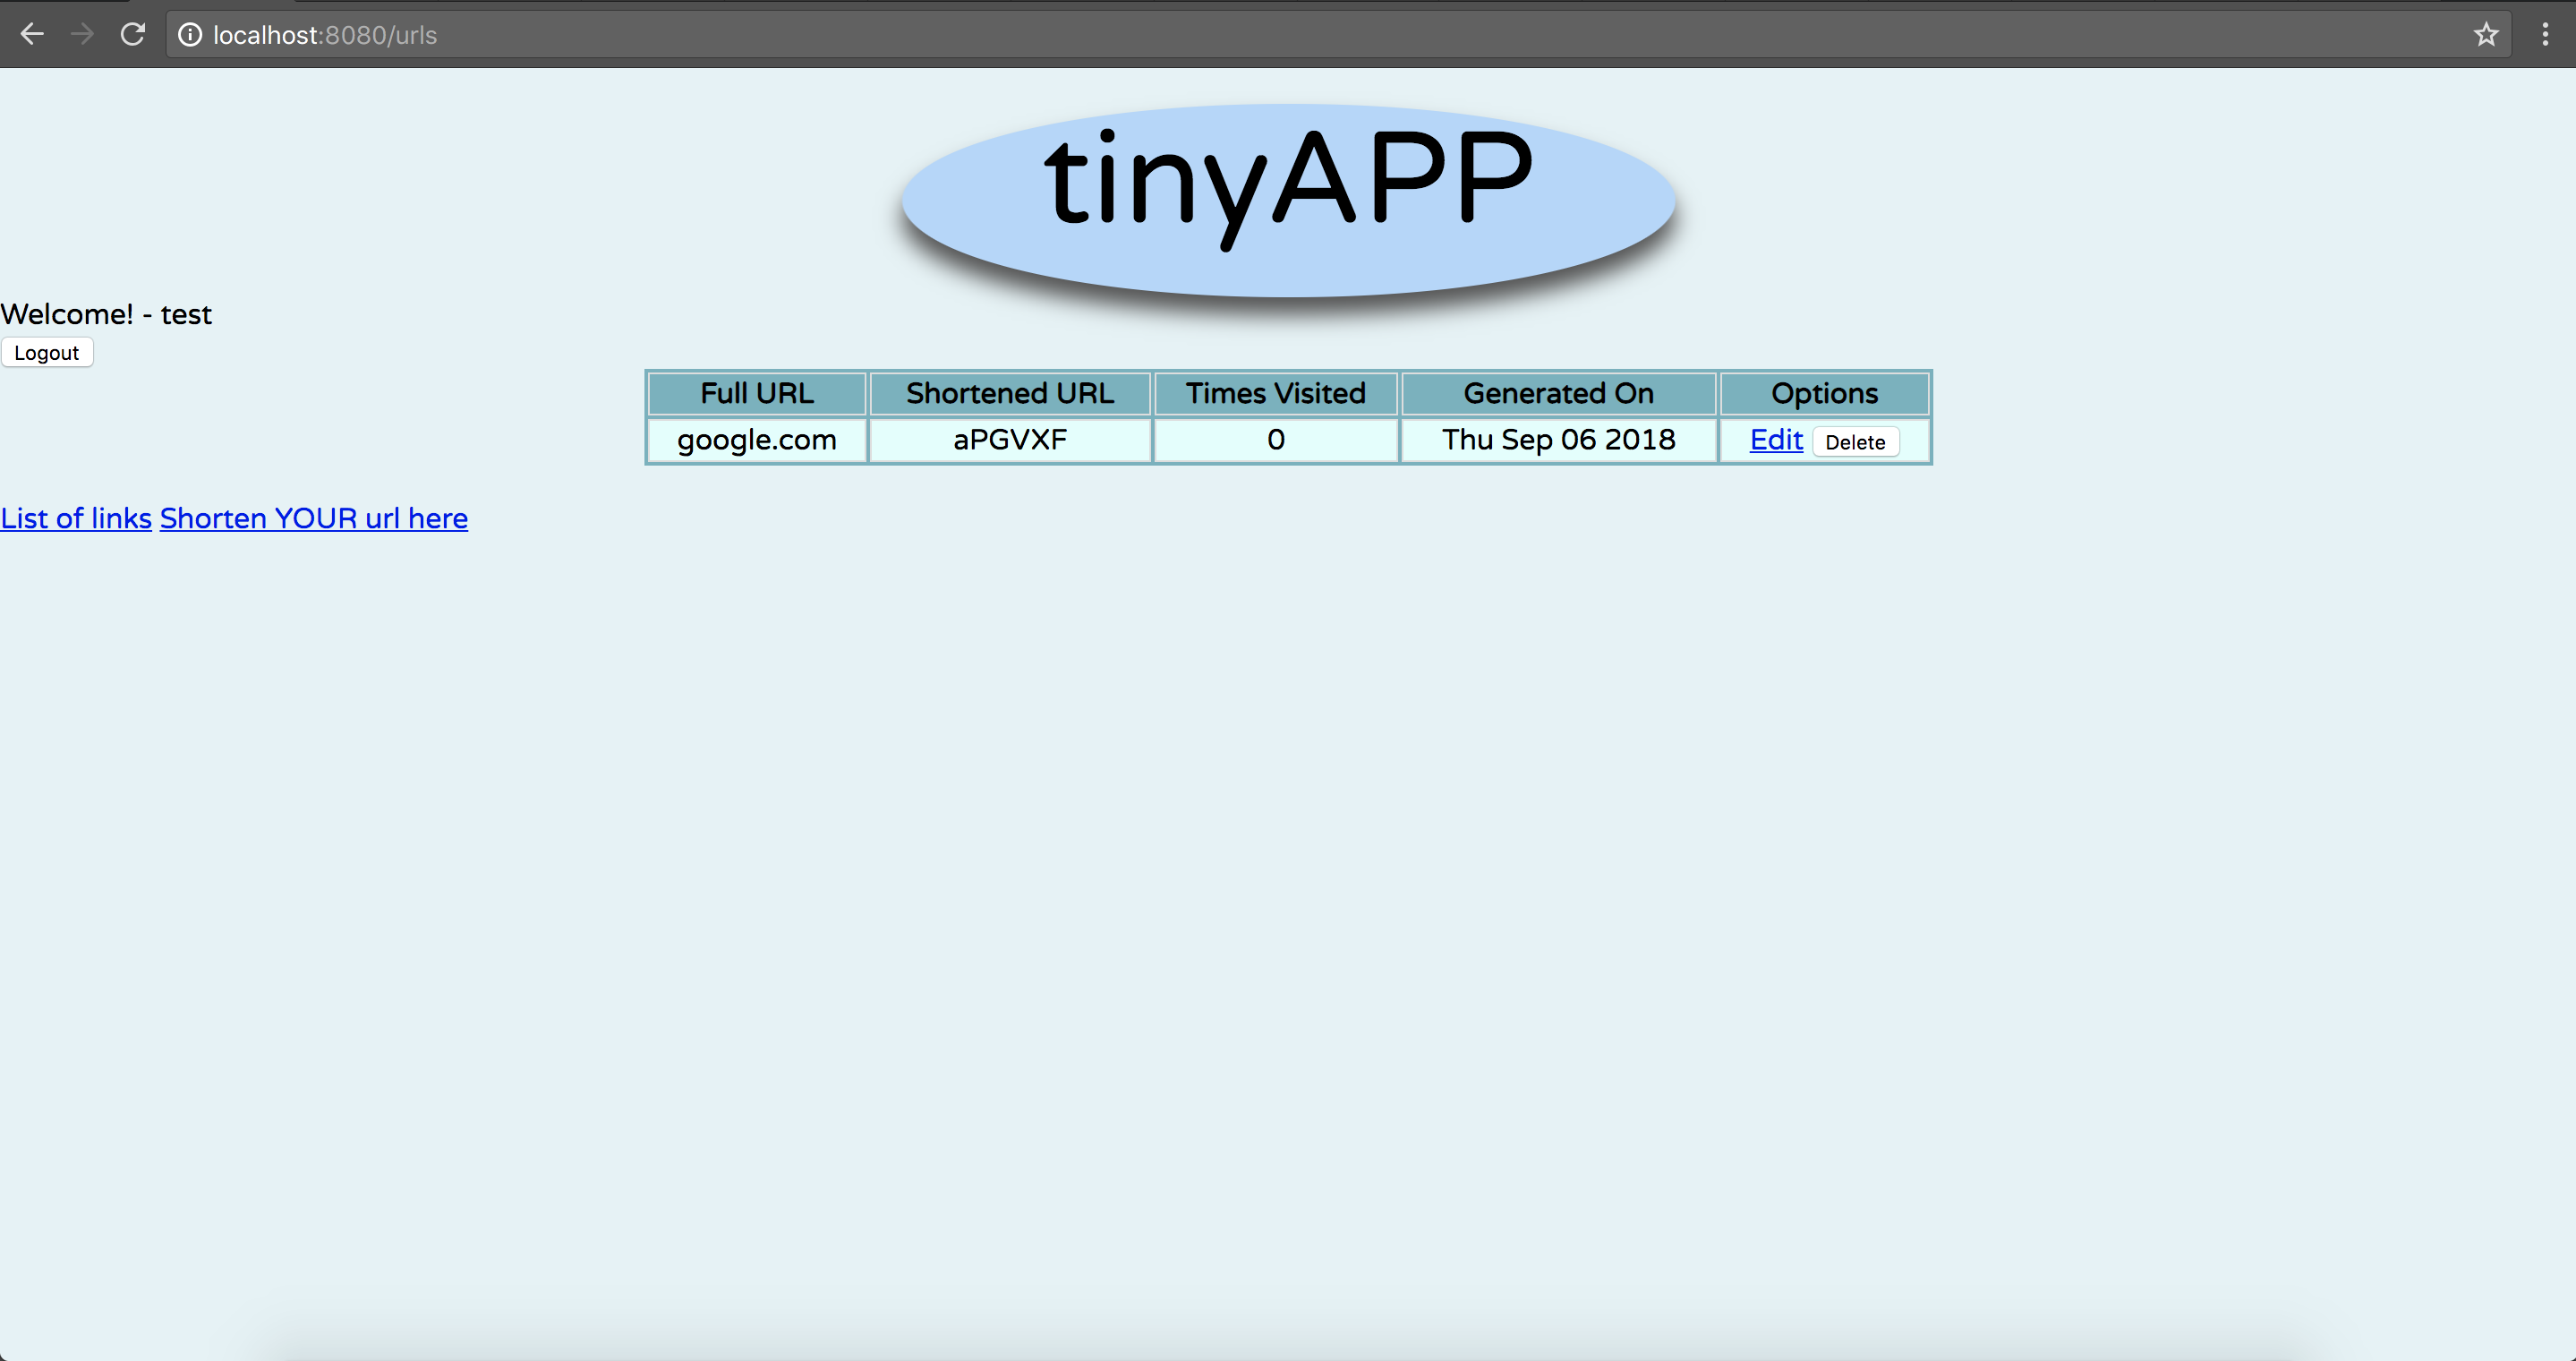 localhost:8080/urls
tinyAPP
Welcome! - test
Logout
Full URL Shortened URL Times Visited Generated On Options
google.com aPGVXF 0 Thu Sep 06 2018 Edit Delete
List of links Shorten YOUR url here